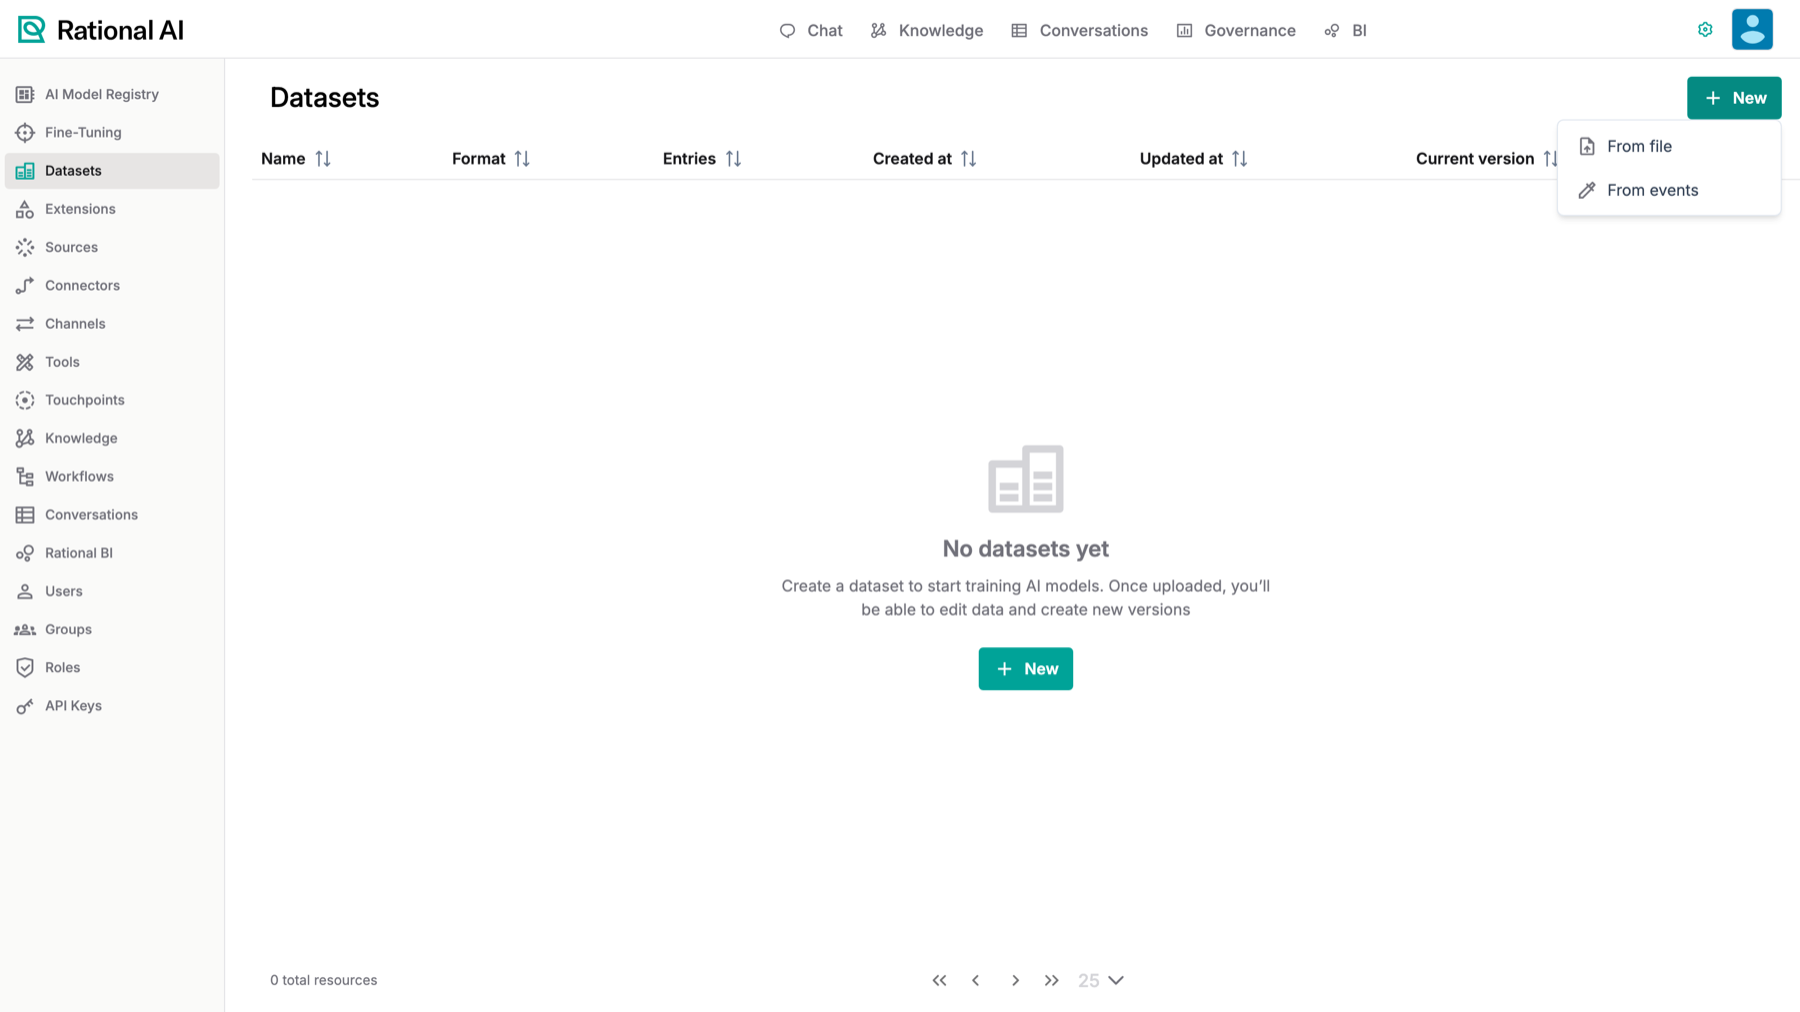 Rational AI
Chat
Knowledge
Conversations
Governance
BI
AI Model Registry
Fine-Tuning
Datasets
Extensions
Sources
Connectors
Channels
Tools
Touchpoints
Knowledge
Workflows
Conversations
Rational BI
Users
Groups
Roles
API Keys
Datasets
New
From file
From events
Name
Format
Entries
Created at
Updated at
Current version
No datasets yet
Create a dataset to start training AI models. Once uploaded, you’ll
be able to edit data and create new versions
New
0 total resources
25